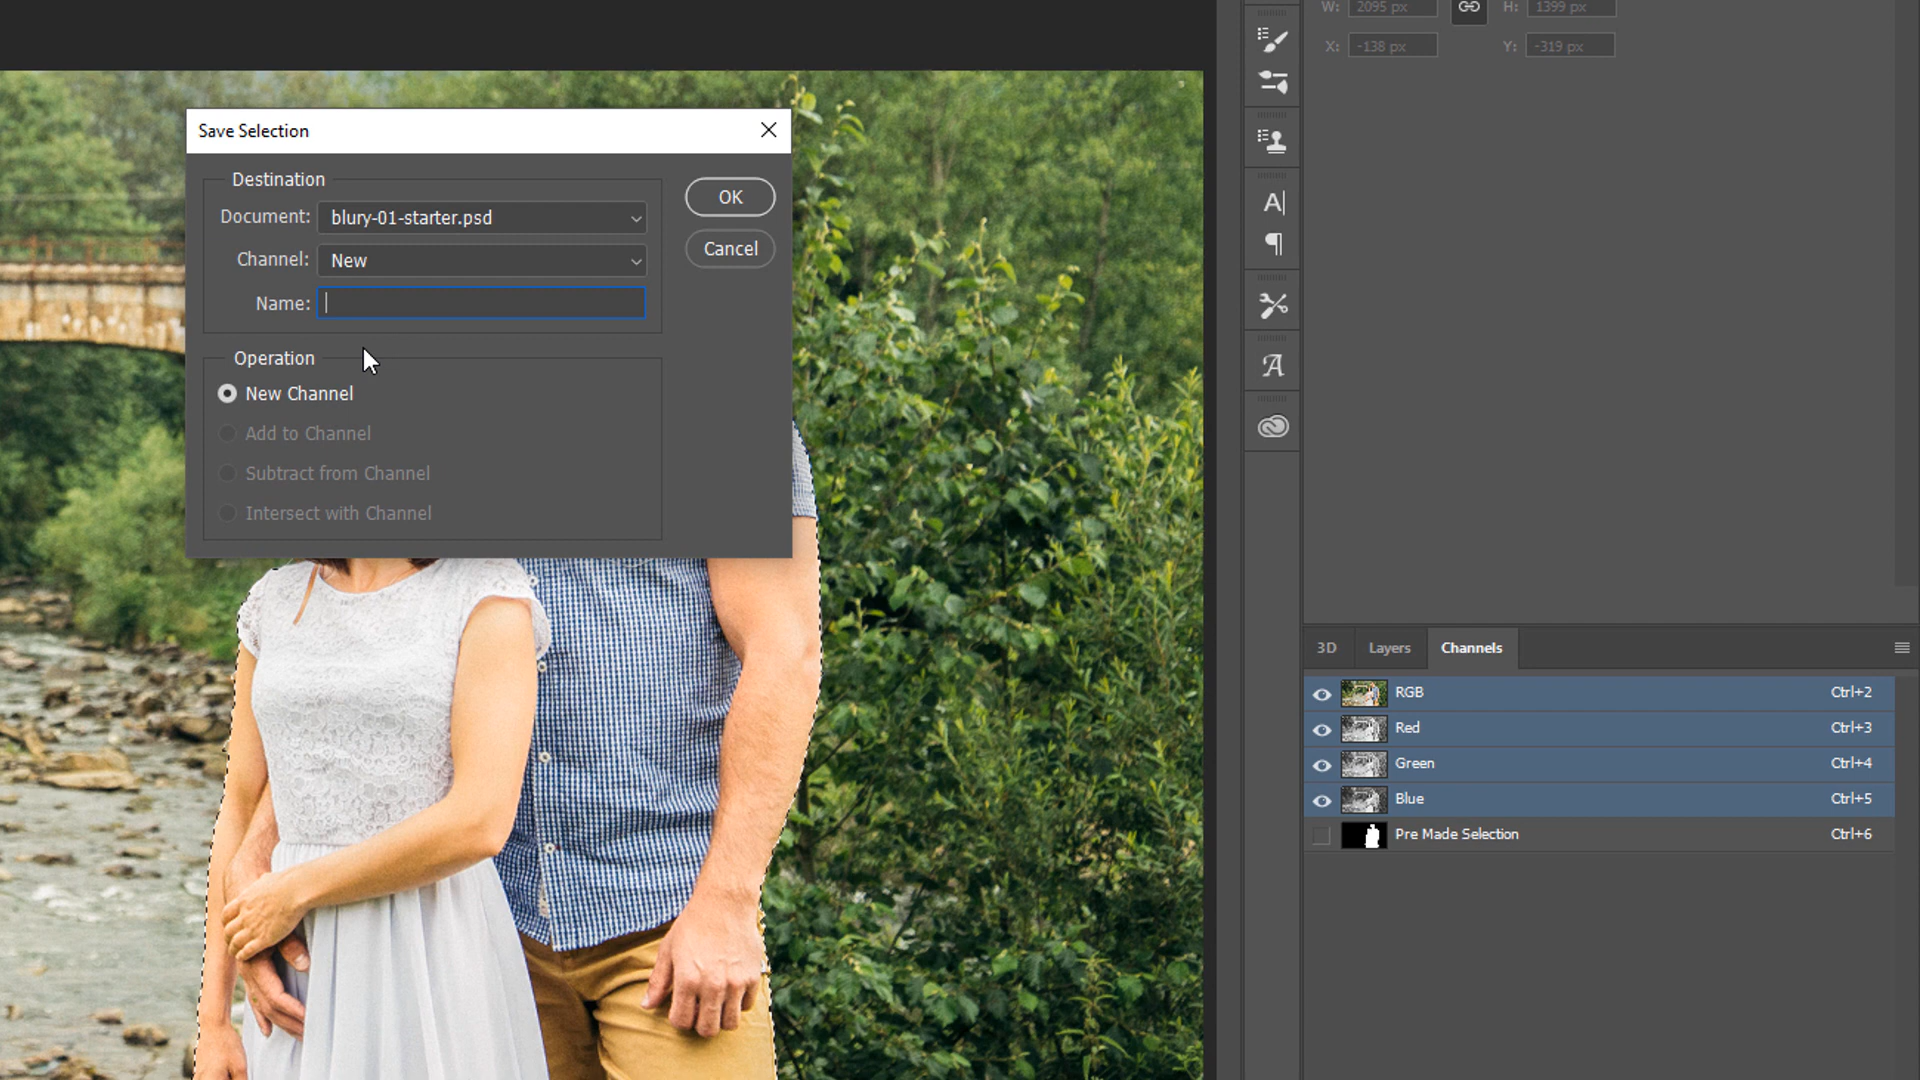 W: 2095 px H: 1399 px
X: -138 px Y: -319 px
Save Selection
Destination
Document: blury-01-starter.psd
Channel: New
Name:
OK
Cancel
Operation
New Channel
Add to Channel
Subtract from Channel
Intersect with Channel
3D Layers Channels
RGB Ctrl+2
Red Ctrl+3
Green Ctrl+4
Blue Ctrl+5
Pre Made Selection Ctrl+6